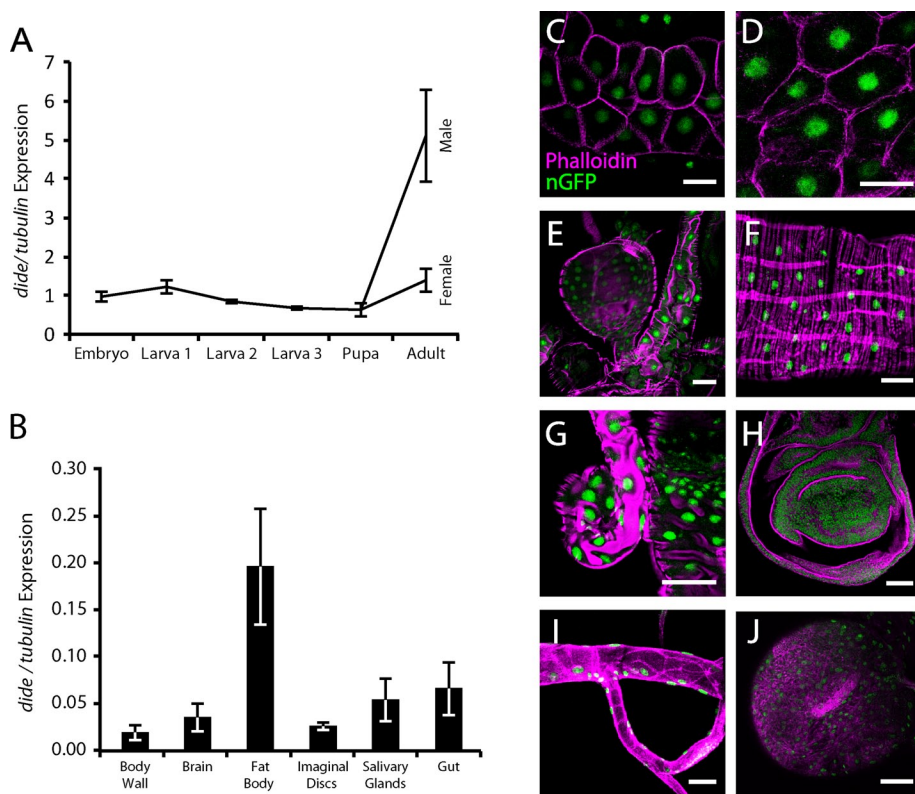 A
7
6
5
4
3
2
1
0
dide/tubulin Expression
Male
Female
Embryo Larva 1 Larva 2 Larva 3 Pupa Adult
B
0.30
0.25
0.20
0.15
0.10
0.05
0.00
dide/tubulin Expression
Body Wall
Brain
Fat Body
Imaginal Discs
Salivary Glands
Gut
C
Phalloidin
nGFP
D
E
F
G
H
I
J